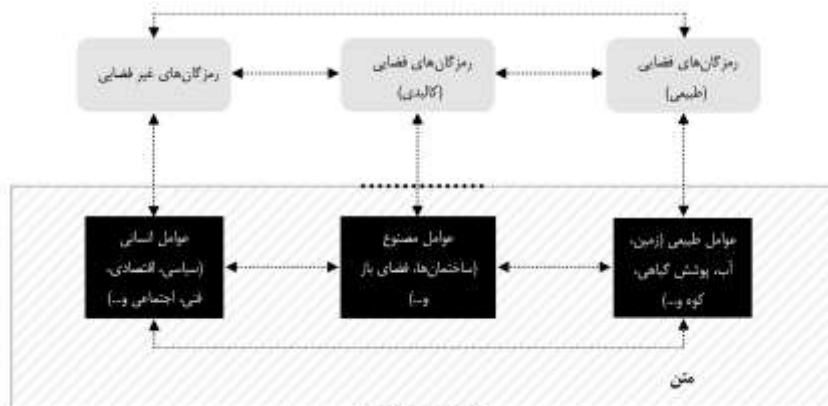 رمزگان‌های فضایی
(طبیعی)
رمزگان‌های فضایی
(کالبدی)
رمزگان‌های غیر فضایی
عوامل طبیعی (زمین،
آب، پوشش گیاهی،
کوه و...)
عوامل مصنوع
(ساختمان‌ها، فضای باز
و...)
عوامل انسانی
(سیاسی، اقتصادی،
فنی، اجتماعی و...)
متن